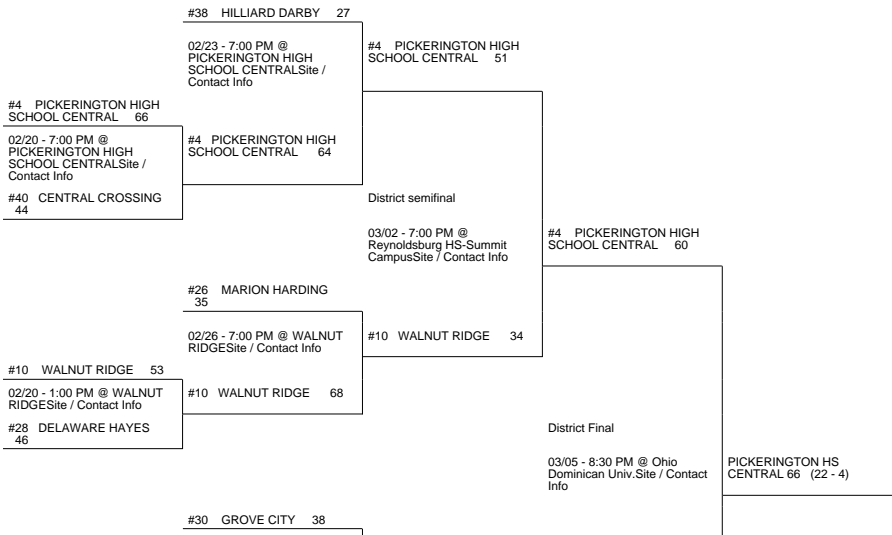 #38 HILLIARD DARBY 27
02/23 - 7:00 PM @
PICKERINGTON HIGH
SCHOOL CENTRALSite /
Contact Info
#4 PICKERINGTON HIGH
SCHOOL CENTRAL 51
#4 PICKERINGTON HIGH
SCHOOL CENTRAL 66
02/20 - 7:00 PM @
PICKERINGTON HIGH
SCHOOL CENTRALSite /
Contact Info
#4 PICKERINGTON HIGH
SCHOOL CENTRAL 64
#40 CENTRAL CROSSING
44
District semifinal
03/02 - 7:00 PM @
Reynoldsburg HS-Summit
CampusSite / Contact Info
#4 PICKERINGTON HIGH
SCHOOL CENTRAL 60
#26 MARION HARDING
35
02/26 - 7:00 PM @ WALNUT
RIDGESite / Contact Info
#10 WALNUT RIDGE 34
#10 WALNUT RIDGE 53
02/20 - 1:00 PM @ WALNUT
RIDGESite / Contact Info
#10 WALNUT RIDGE 68
#28 DELAWARE HAYES
46
District Final
03/05 - 8:30 PM @ Ohio
Dominican Univ.Site / Contact
Info
PICKERINGTON HS
CENTRAL 66 (22 - 4)
#30 GROVE CITY 38